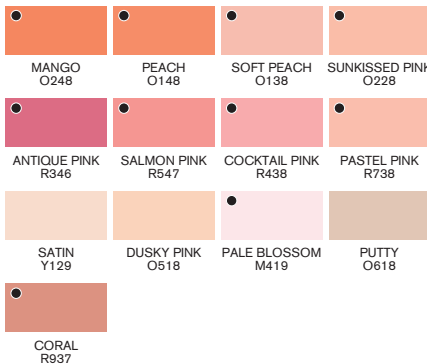 MANGO
O248
PEACH
O148
SOFT PEACH
O138
SUNKISSED PINK
O228
ANTIQUE PINK
R346
SALMON PINK
R547
COCKTAIL PINK
R438
PASTEL PINK
R738
SATIN
Y129
DUSKY PINK
O518
PALE BLOSSOM
M419
PUTTY
O618
CORAL
R937